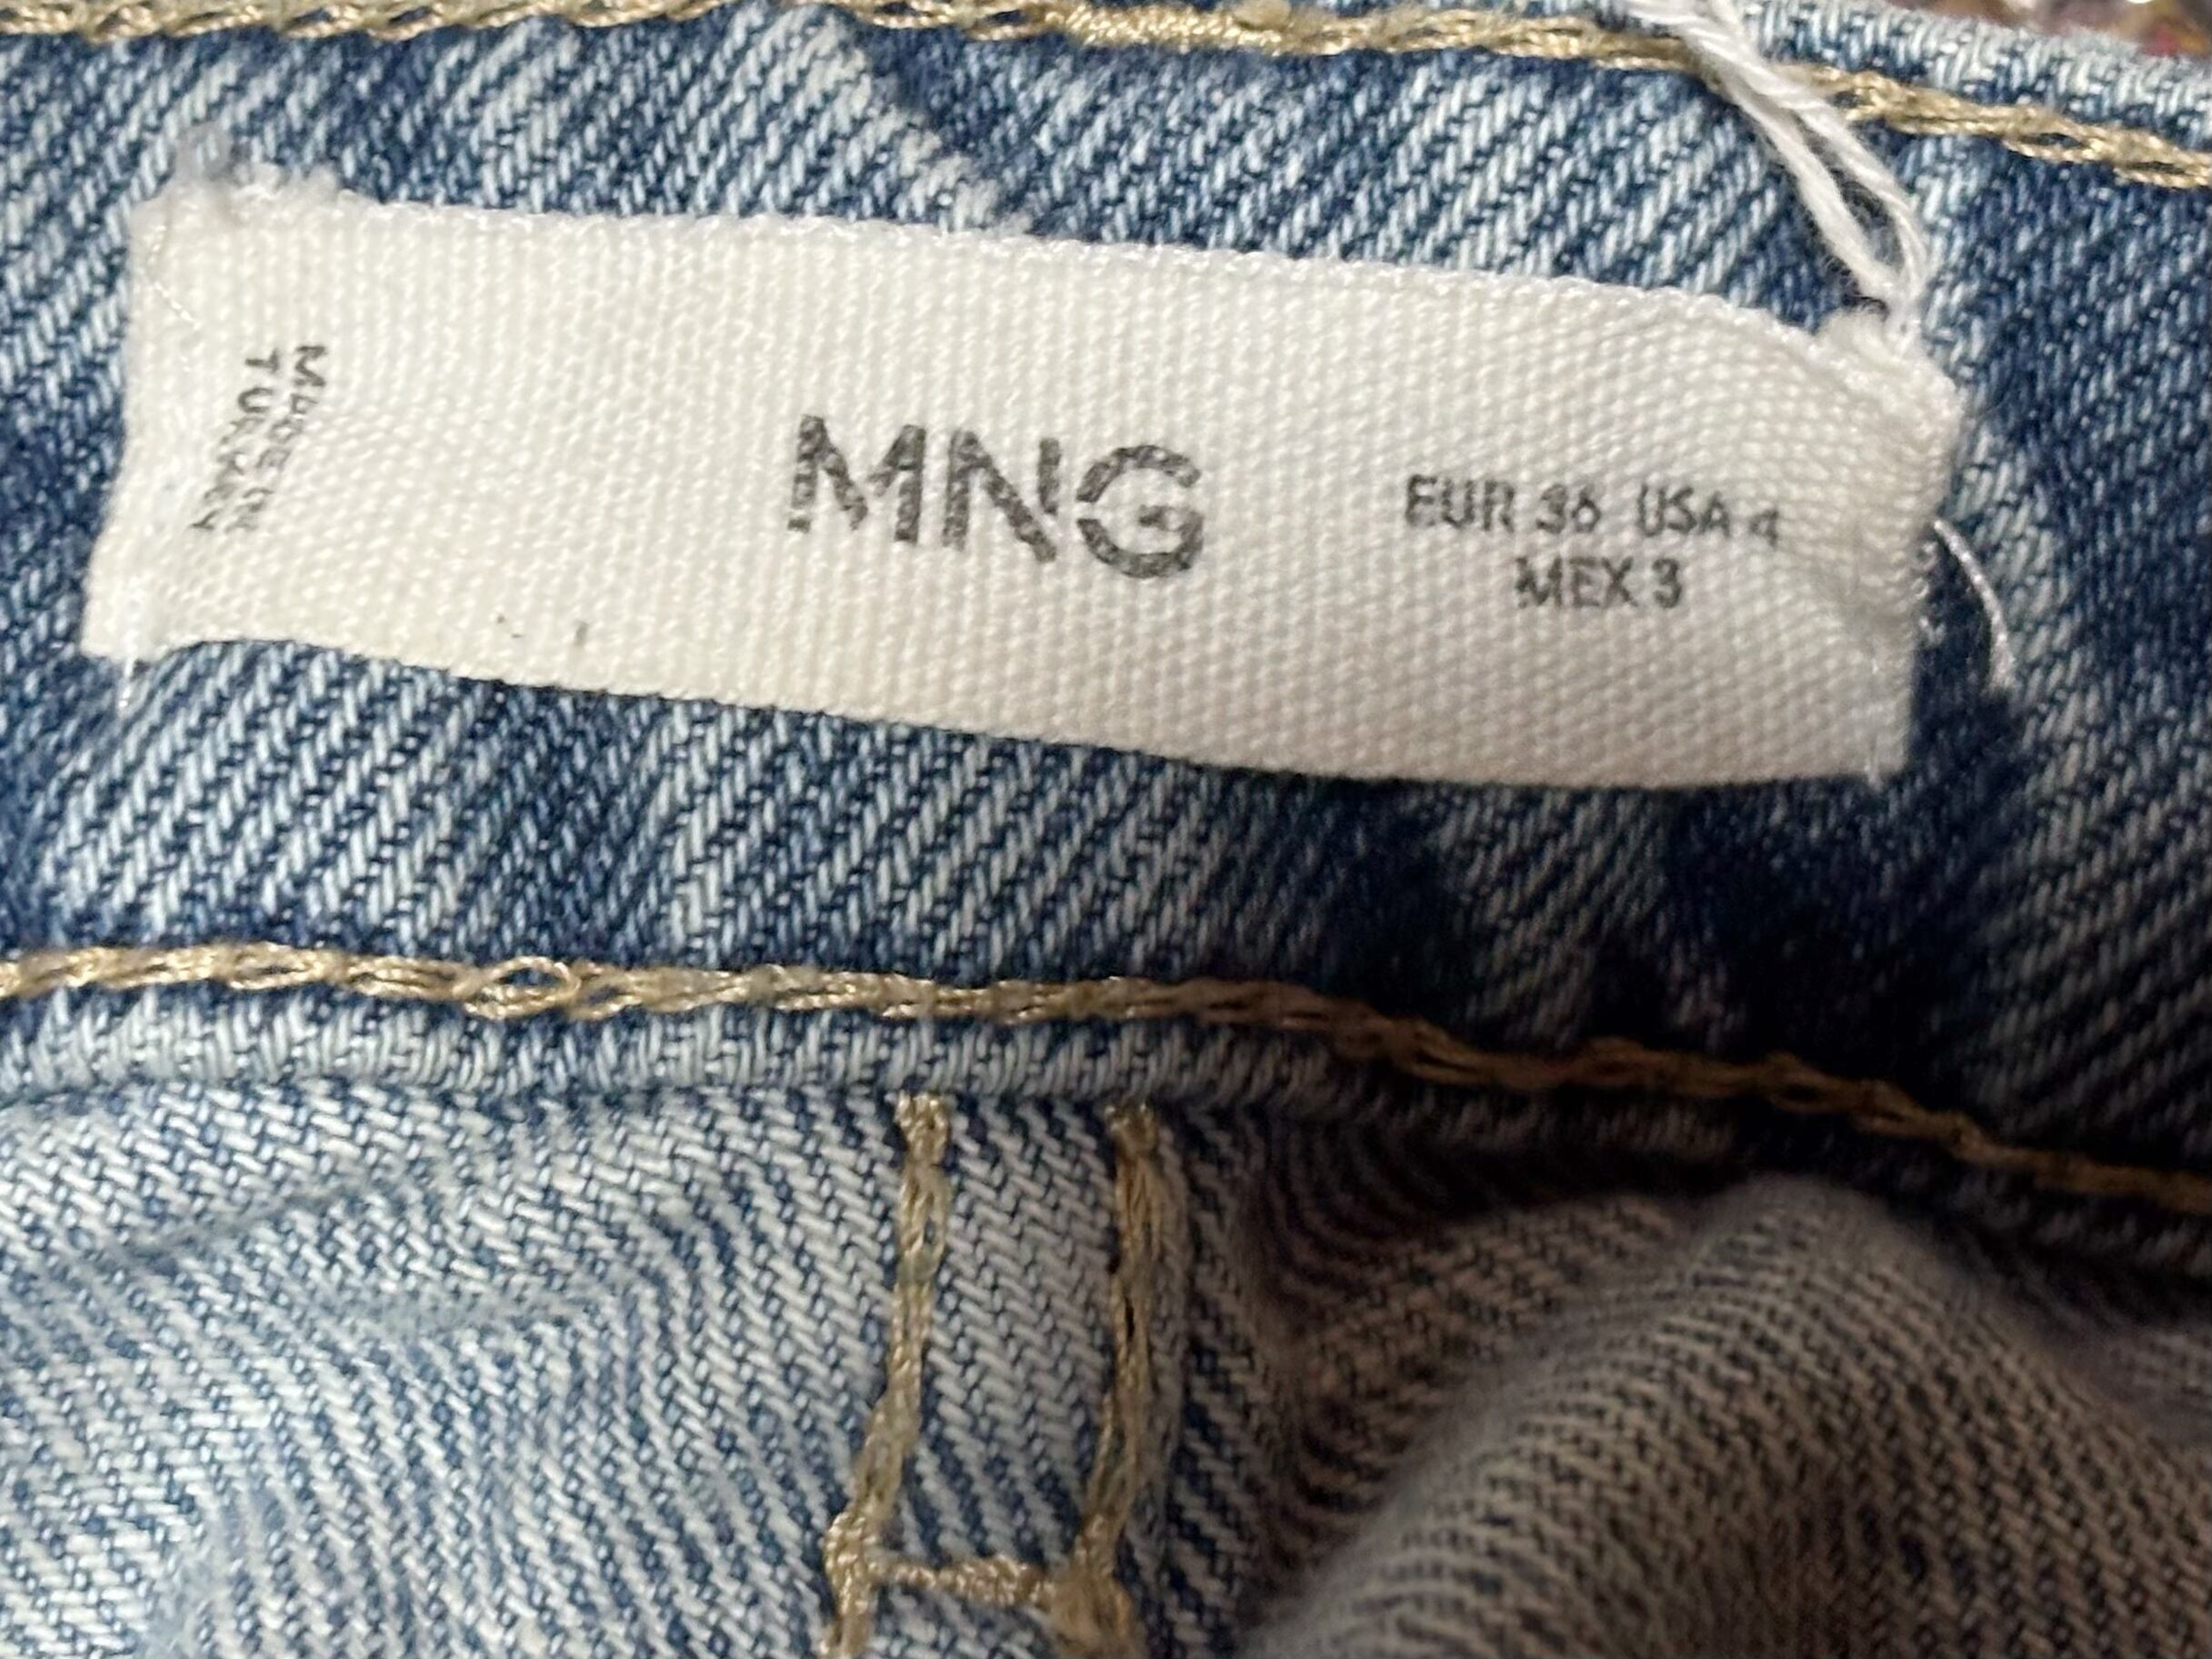 MADE IN
TURKEY
MNG
EUR 36 USA 4
MEX 3